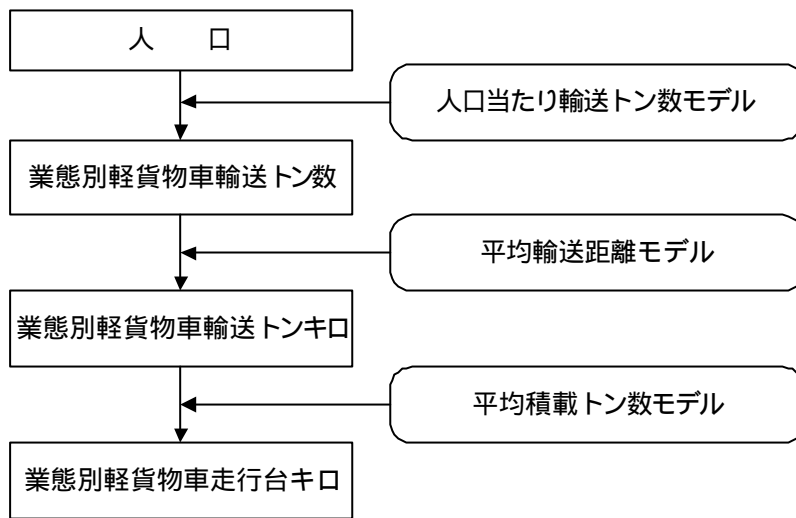 人　　口
人口当たり輸送トン数モデル
業態別軽貨物車輸送トン数
平均輸送距離モデル
業態別軽貨物車輸送トンキロ
平均積載トン数モデル
業態別軽貨物車走行台キロ